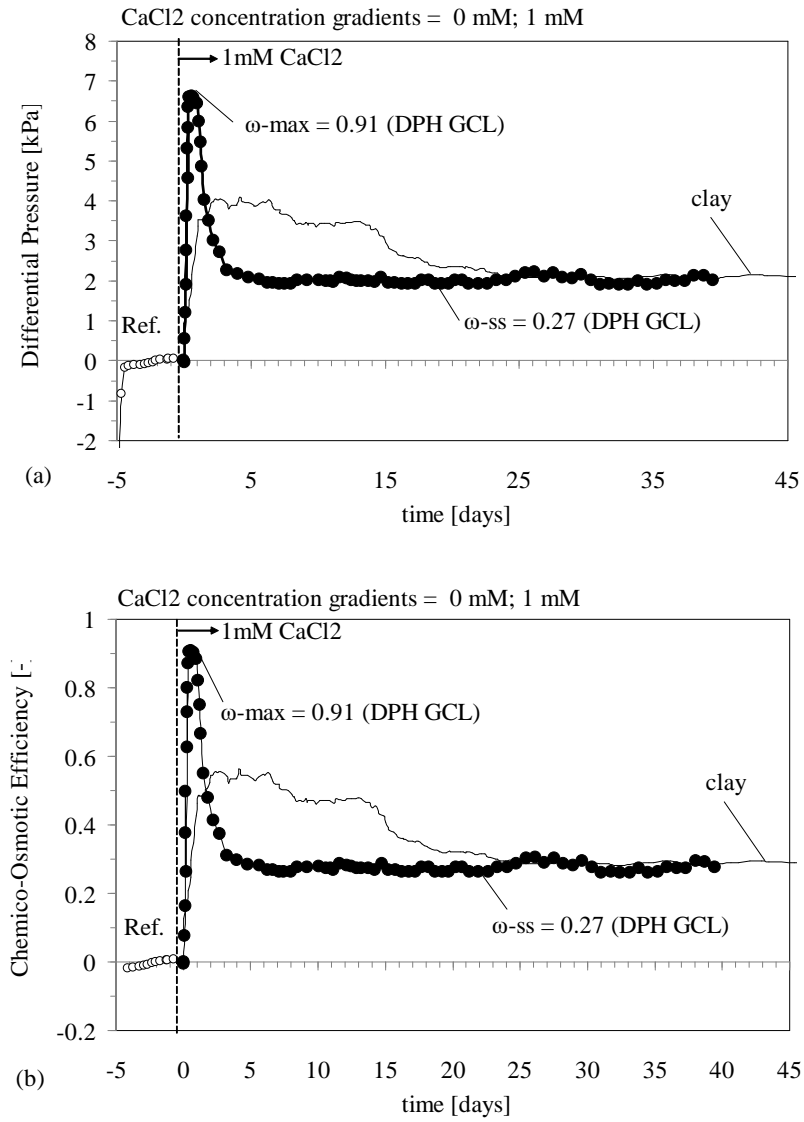 CaCl2 concentration gradients = 0 mM; 1 mM
8
1mM CaCl2
7
ω-max = 0.91 (DPH GCL)
6
5
4
clay
3
2
Ref.
ω-ss = 0.27 (DPH GCL)
1
0
-1
-2
Differential Pressure [kPa]
(a)
-5 5 15 25 35 45
time [days]
CaCl2 concentration gradients = 0 mM; 1 mM
1
1mM CaCl2
0.8
ω-max = 0.91 (DPH GCL)
0.6
clay
0.4
0.2
Ref.
ω-ss = 0.27 (DPH GCL)
0
-0.2
Chemico-Osmotic Efficiency [-
(b)
-5 0 5 10 15 20 25 30 35 40 45
time [days]